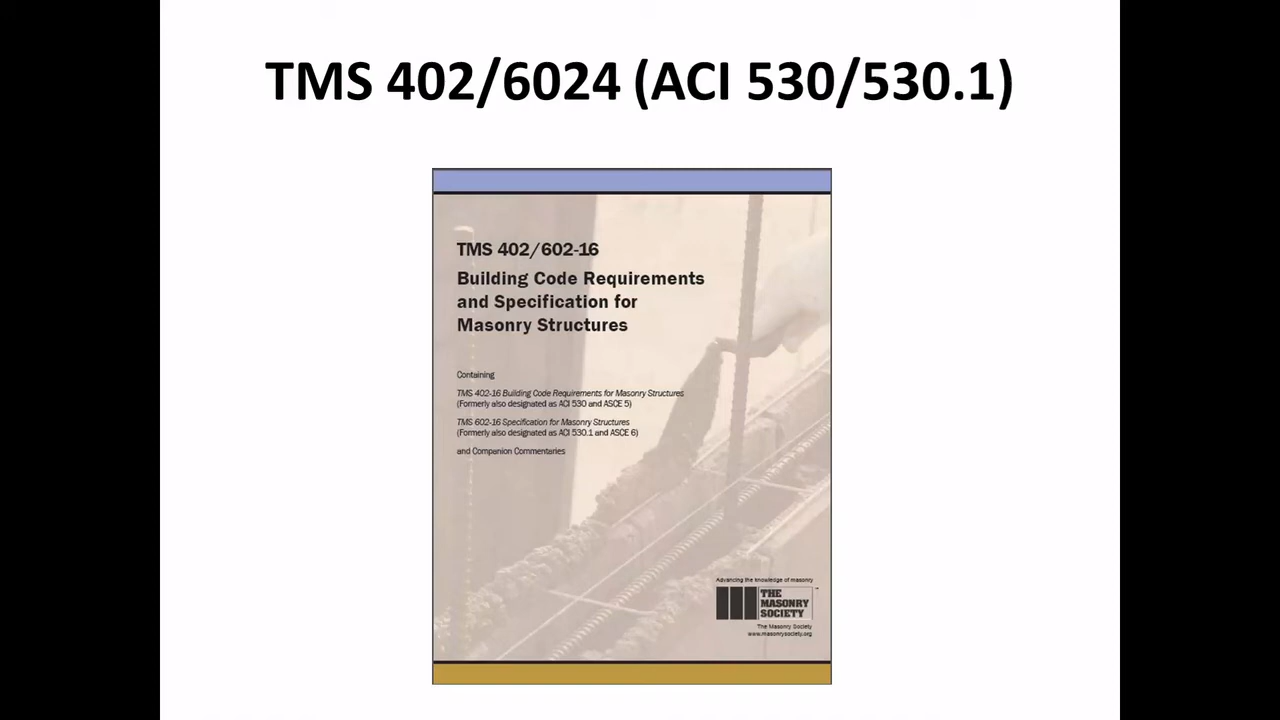 TMS 402/6024 (ACI 530/530.1)
TMS 402/602-16
Building Code Requirements
and Specification for
Masonry Structures
Containing
TMS 402-16 Building Code Requirements for Masonry Structures
(Formerly also designated as ACI 530 and ASCE 5)
TMS 602-16 Specification for Masonry Structures
(Formerly also designated as ACI 530.1 and ASCE 6)
and Companion Commentaries
Advancing the knowledge of masonry
THE
MASONRY
SOCIETY
The Masonry Society
www.masonrysociety.org